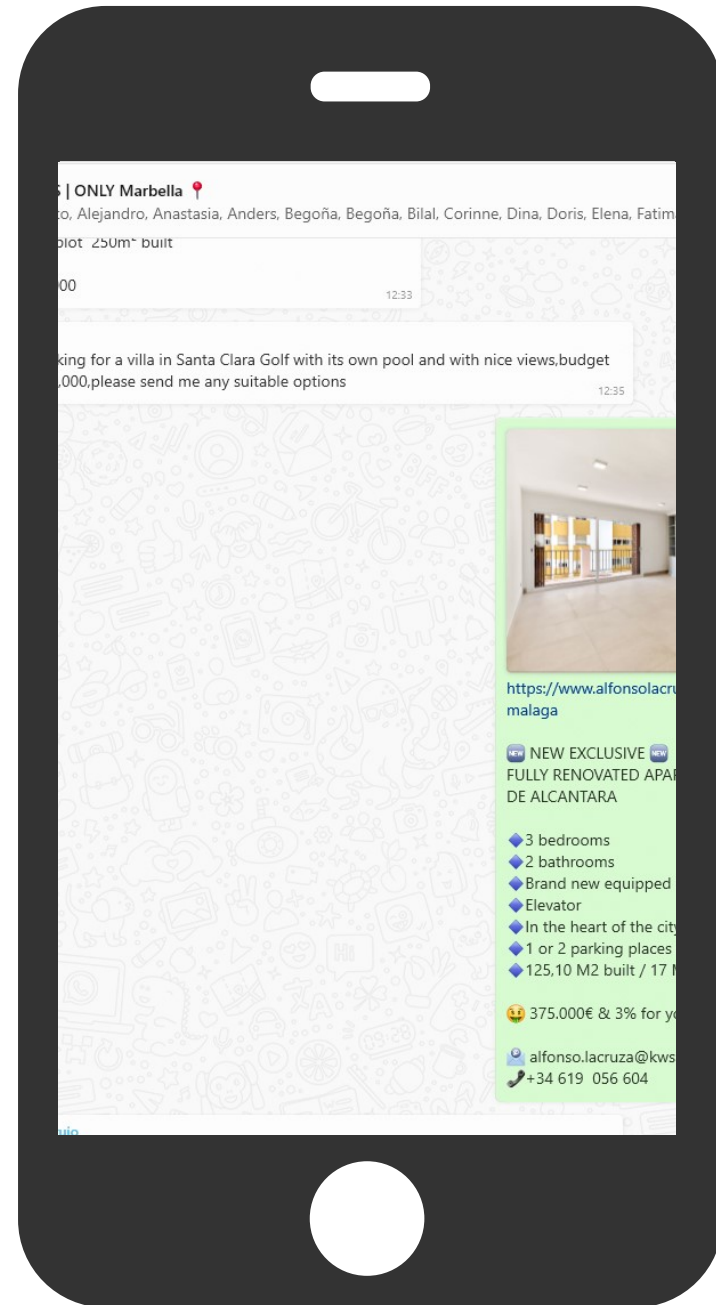 | ONLY Marbella 📍
to, Alejandro, Anastasia, Anders, Begoña, Begoña, Bilal, Corinne, Dina, Doris, Elena, Fatim
plot 250m² built
00
12:33
king for a villa in Santa Clara Golf with its own pool and with nice views,budget
,000,please send me any suitable options
12:35
https://www.alfonsolacru
malaga
🆕 NEW EXCLUSIVE 🆕
FULLY RENOVATED APAR
DE ALCANTARA
🔷3 bedrooms
🔷2 bathrooms
🔷Brand new equipped
🔷Elevator
🔷In the heart of the city
🔷1 or 2 parking places
🔷125,10 M2 built / 17 M
🤑 375.000€ & 3% for yo
📧 alfonso.lacruza@kws
📞+34 619 056 604